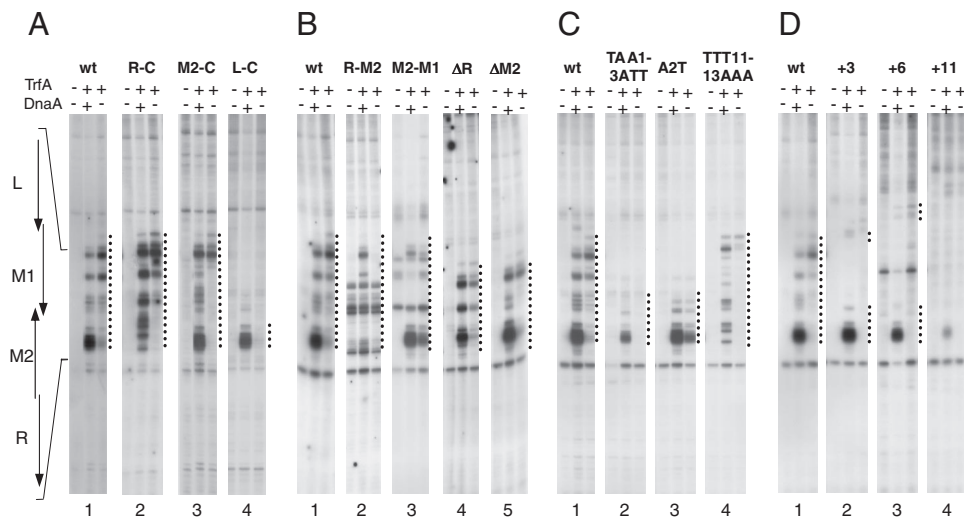 A B C D
wt R-C M2-C L-C wt R-M2 M2-M1 ΔR ΔM2 wt TAA1-3ATT A2T TTT11-13AAA wt +3 +6 +11
TrfA - + + - + + - + + - + + - + + - + + - + + - + + - + + - + + - + + - + + - + + - + + - + + - + + - + +
DnaA - + - - + - - + - - + - - + - - + - - + - - + - - + - - + - - + - - + - - + - - + - - + - - + - - + -
L
M1
M2
R
1 2 3 4 1 2 3 4 5 1 2 3 4 1 2 3 4